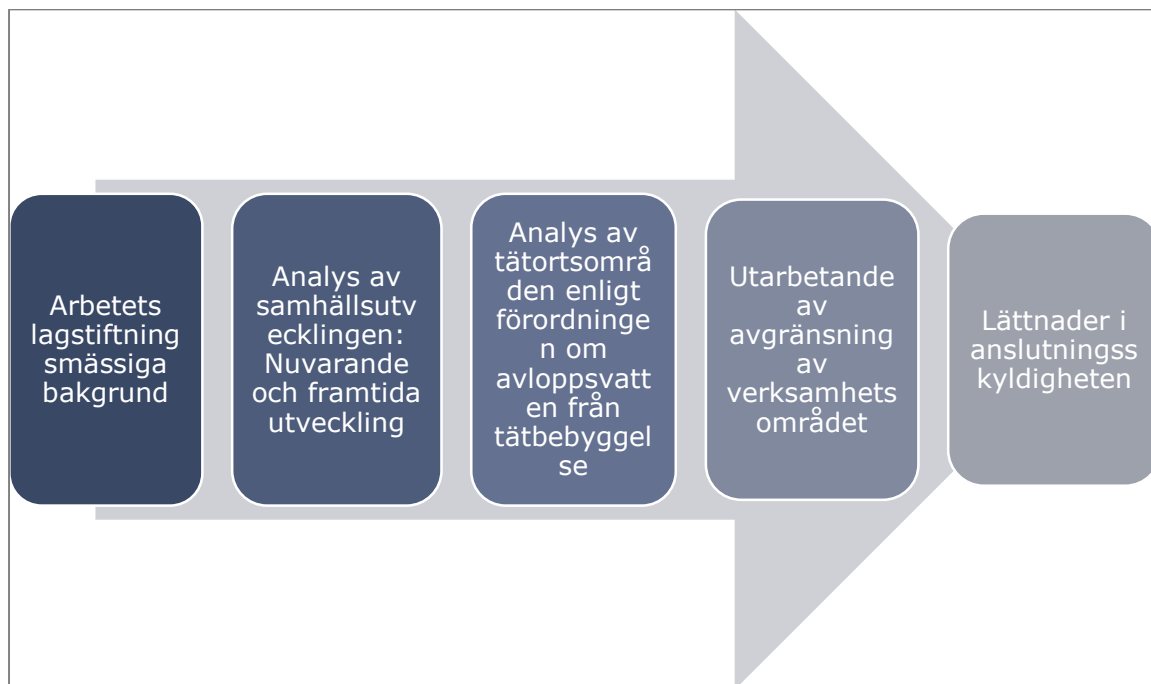 Arbetets
lagstiftning
smässiga
bakgrund
Analys av
samhällsutv
ecklingen:
Nuvarande
och framtida
utveckling
Analys av
tätortsområ
den enligt
förordninge
n om
avloppsvatt
en från
tätbebyggel
se
Utarbetande
av
avgränsning
av
verksamhets
området
Lättnader i
anslutningss
kyldigheten